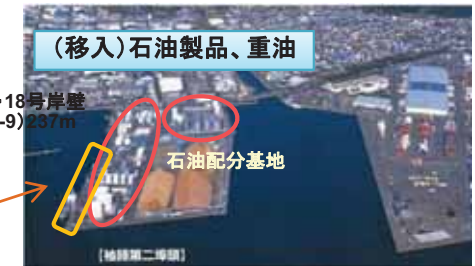 (移入)石油製品、重油
・18号岸壁
-9)237m
石油配分基地
【袖師第二埠頭】